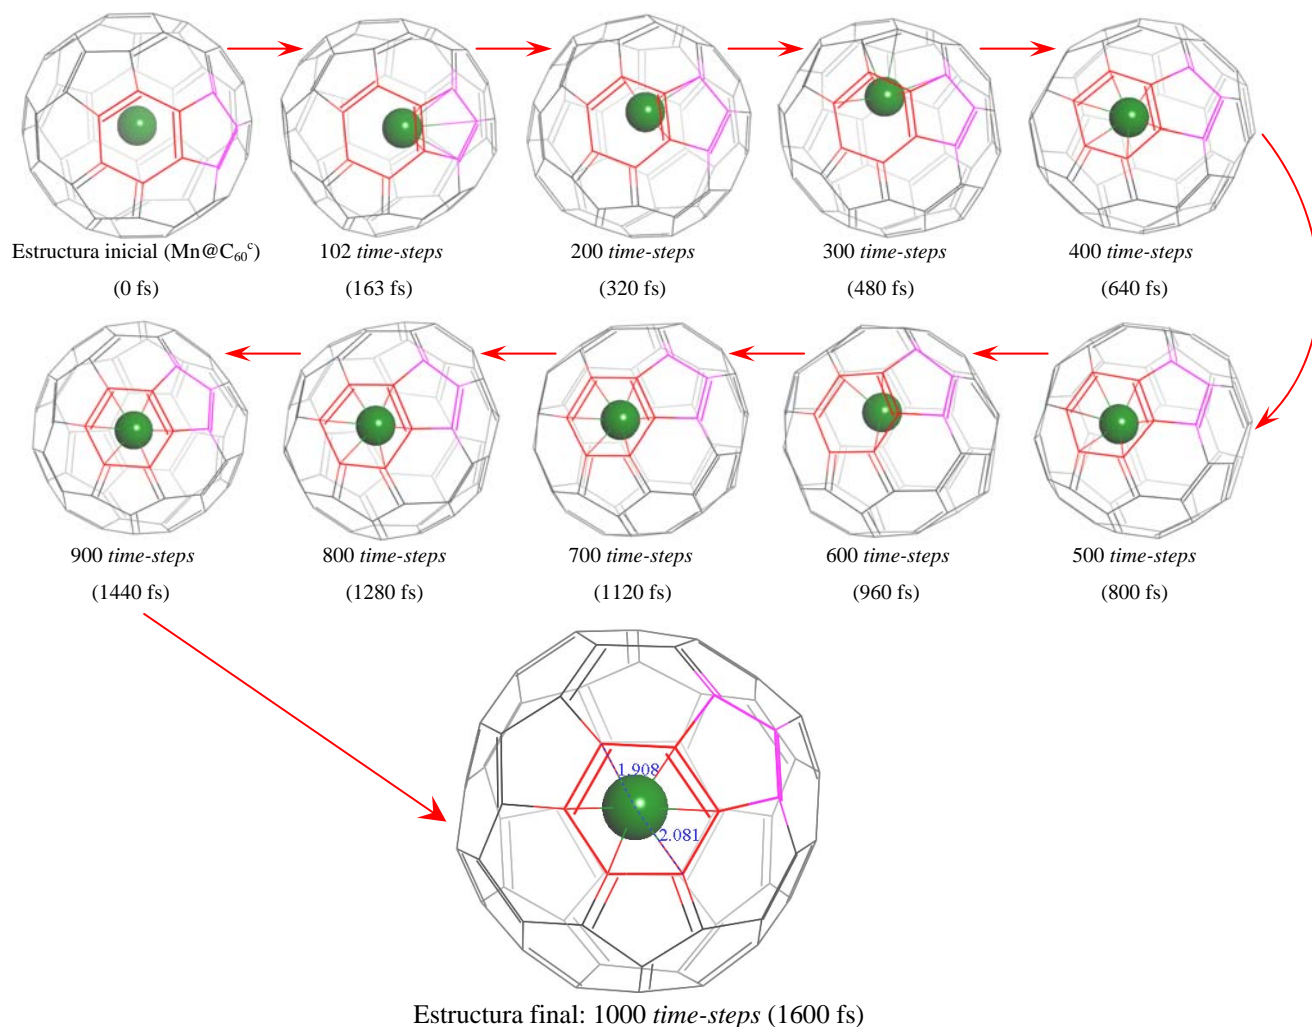 Estructura inicial (Mn@C₆₀ᶜ)
(0 fs)
102 time-steps
(163 fs)
200 time-steps
(320 fs)
300 time-steps
(480 fs)
400 time-steps
(640 fs)
900 time-steps
(1440 fs)
800 time-steps
(1280 fs)
700 time-steps
(1120 fs)
600 time-steps
(960 fs)
500 time-steps
(800 fs)
1.908
2.081
Estructura final: 1000 time-steps (1600 fs)